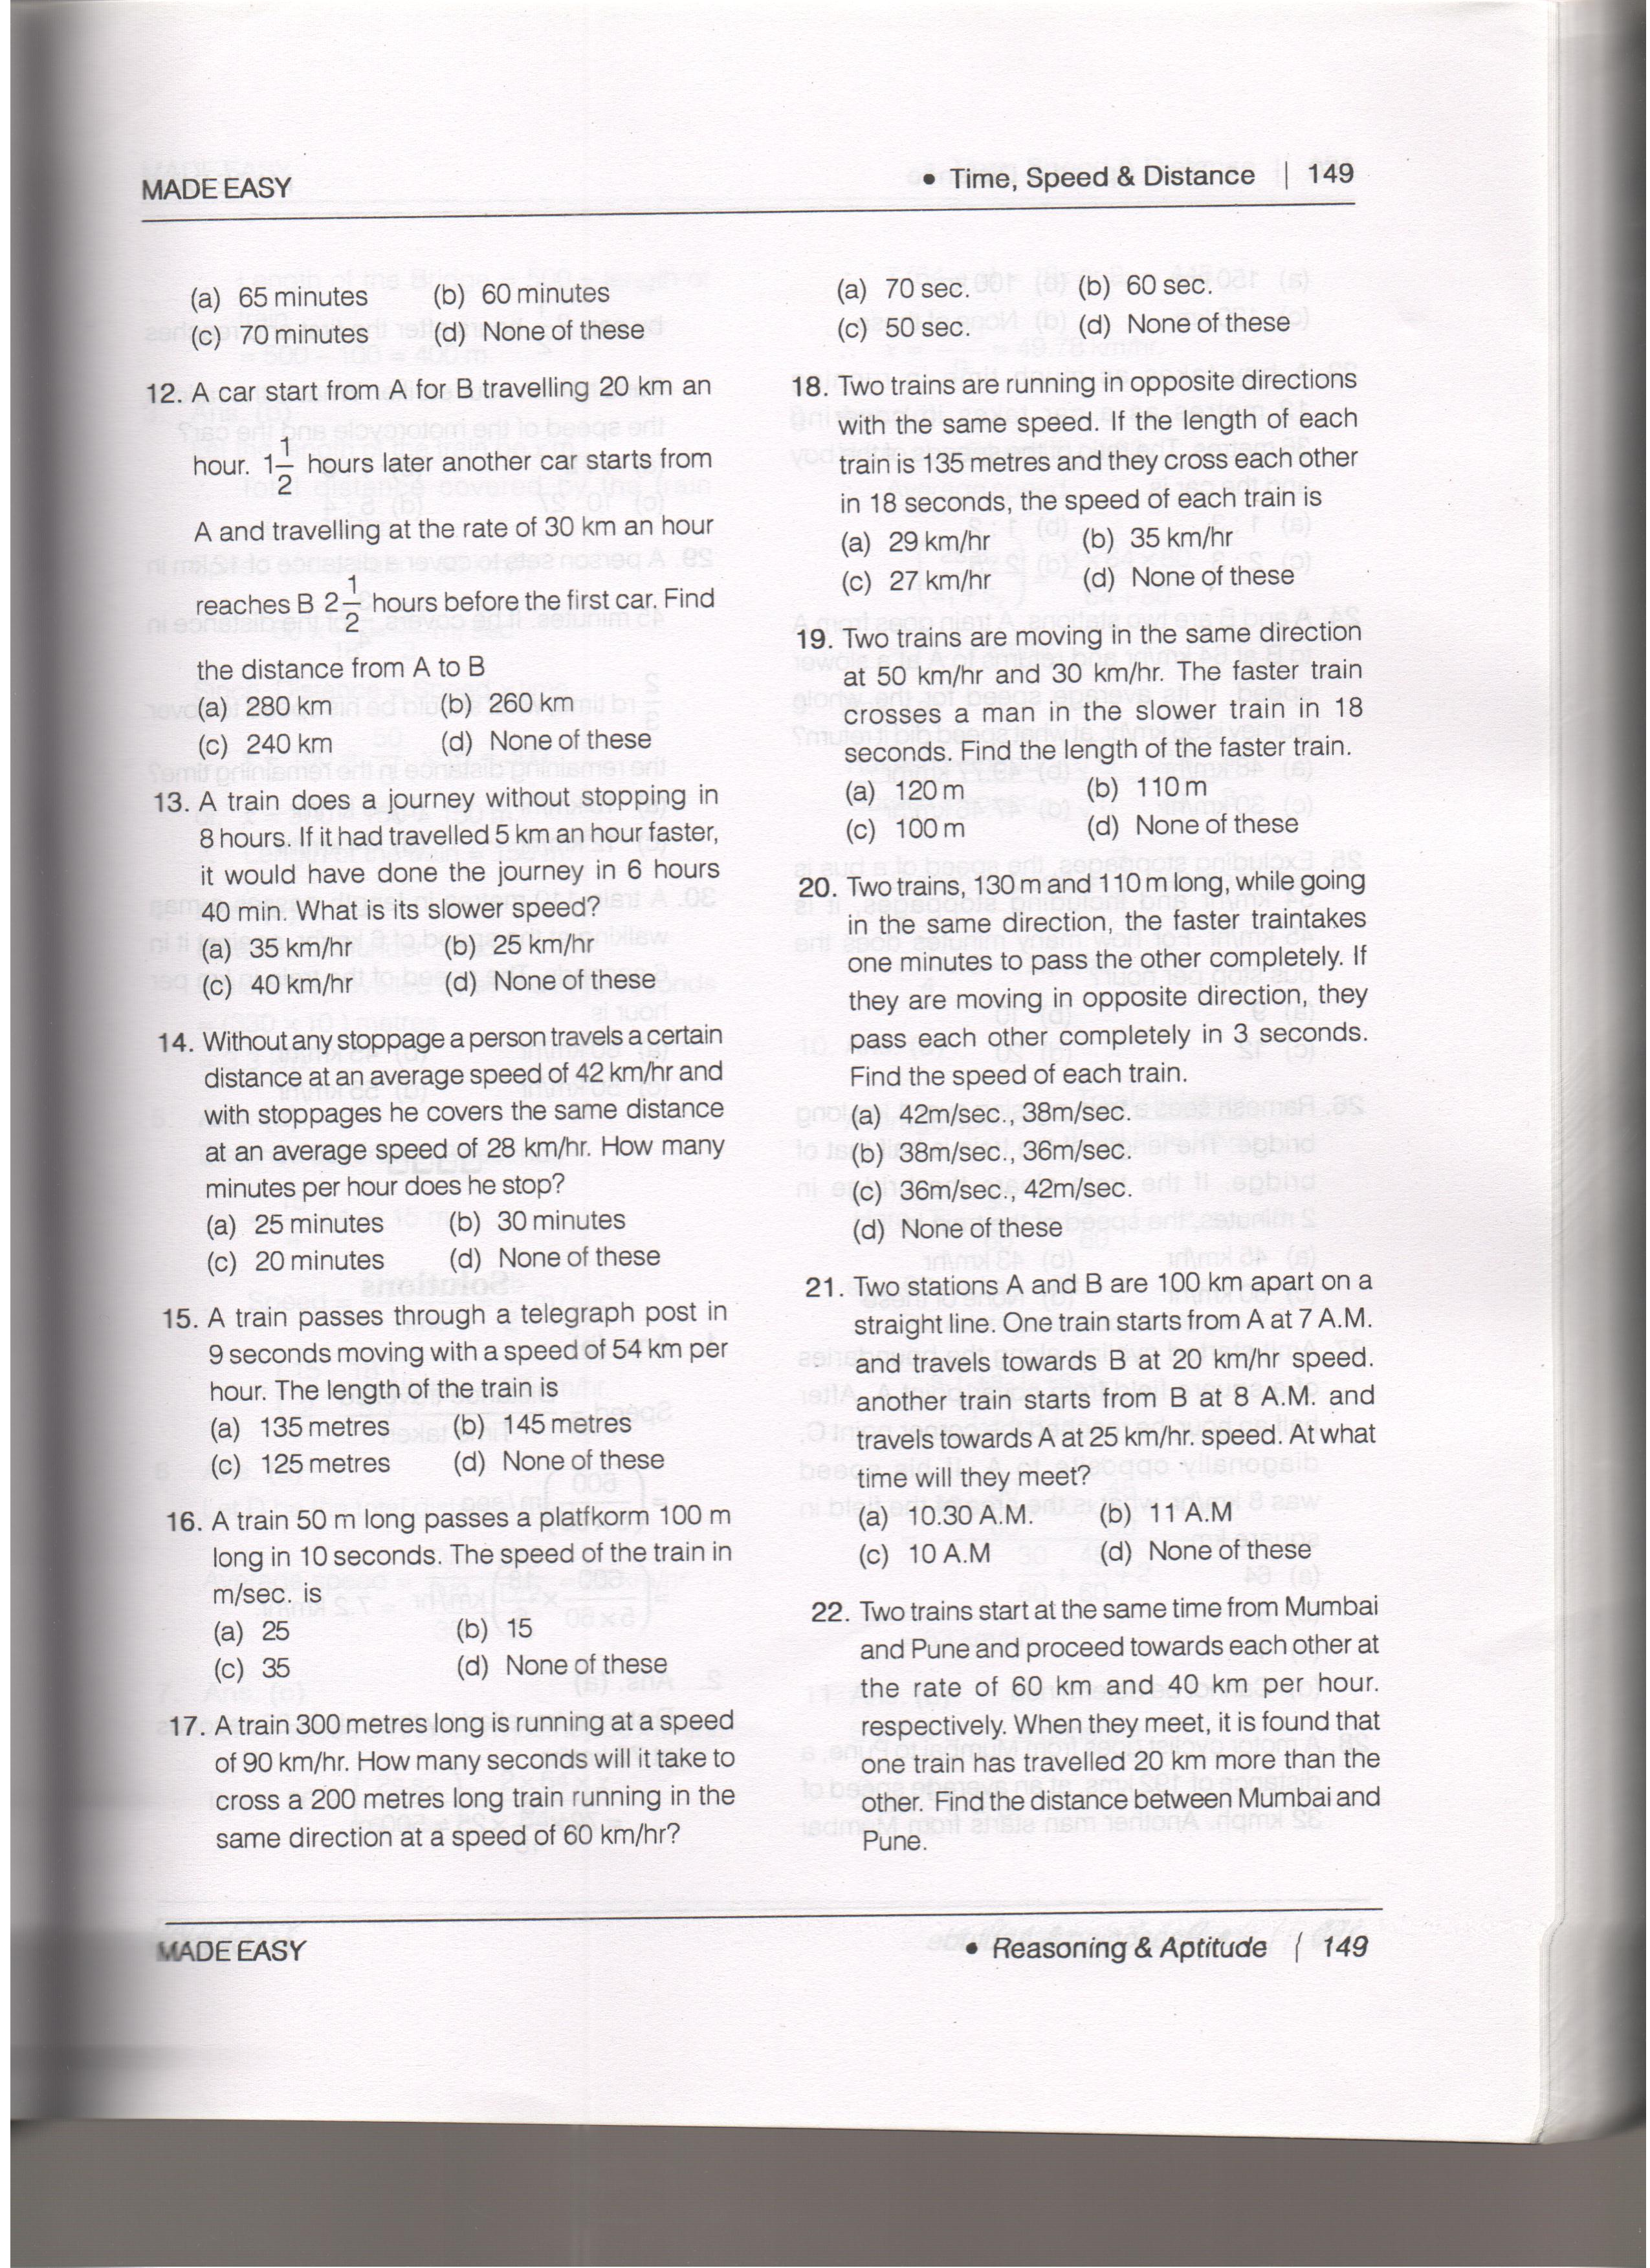 MADE EASY
• Time, Speed & Distance | 149
(a) 65 minutes (b) 60 minutes
(c) 70 minutes (d) None of these
12. A car start from A for B travelling 20 km an
hour. 1 1/2 hours later another car starts from
A and travelling at the rate of 30 km an hour
reaches B 2 1/2 hours before the first car. Find
the distance from A to B
(a) 280 km (b) 260 km
(c) 240 km (d) None of these
13. A train does a journey without stopping in
8 hours. If it had travelled 5 km an hour faster,
it would have done the journey in 6 hours
40 min. What is its slower speed?
(a) 35 km/hr (b) 25 km/hr
(c) 40 km/hr (d) None of these
14. Without any stoppage a person travels a certain
distance at an average speed of 42 km/hr and
with stoppages he covers the same distance
at an average speed of 28 km/hr. How many
minutes per hour does he stop?
(a) 25 minutes (b) 30 minutes
(c) 20 minutes (d) None of these
15. A train passes through a telegraph post in
9 seconds moving with a speed of 54 km per
hour. The length of the train is
(a) 135 metres (b) 145 metres
(c) 125 metres (d) None of these
16. A train 50 m long passes a platfkorm 100 m
long in 10 seconds. The speed of the train in
m/sec. is
(a) 25 (b) 15
(c) 35 (d) None of these
17. A train 300 metres long is running at a speed
of 90 km/hr. How many seconds will it take to
cross a 200 metres long train running in the
same direction at a speed of 60 km/hr?
(a) 70 sec. (b) 60 sec.
(c) 50 sec. (d) None of these
18. Two trains are running in opposite directions
with the same speed. If the length of each
train is 135 metres and they cross each other
in 18 seconds, the speed of each train is
(a) 29 km/hr (b) 35 km/hr
(c) 27 km/hr (d) None of these
19. Two trains are moving in the same direction
at 50 km/hr and 30 km/hr. The faster train
crosses a man in the slower train in 18
seconds. Find the length of the faster train.
(a) 120 m (b) 110 m
(c) 100 m (d) None of these
20. Two trains, 130 m and 110 m long, while going
in the same direction, the faster traintakes
one minutes to pass the other completely. If
they are moving in opposite direction, they
pass each other completely in 3 seconds.
Find the speed of each train.
(a) 42m/sec., 38m/sec.
(b) 38m/sec., 36m/sec.
(c) 36m/sec., 42m/sec.
(d) None of these
21. Two stations A and B are 100 km apart on a
straight line. One train starts from A at 7 A.M.
and travels towards B at 20 km/hr speed.
another train starts from B at 8 A.M. and
travels towards A at 25 km/hr. speed. At what
time will they meet?
(a) 10.30 A.M. (b) 11 A.M
(c) 10 A.M (d) None of these
22. Two trains start at the same time from Mumbai
and Pune and proceed towards each other at
the rate of 60 km and 40 km per hour.
respectively. When they meet, it is found that
one train has travelled 20 km more than the
other. Find the distance between Mumbai and
Pune.
MADE EASY
• Reasoning & Aptitude | 149